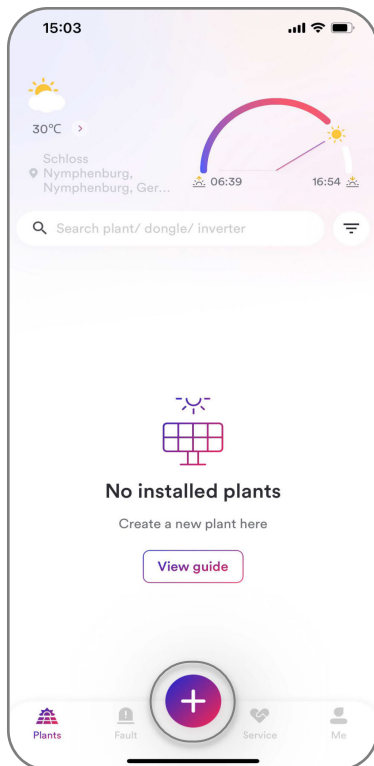 15:03
30°C
Schloss
Nymphenburg,
Nymphenburg, Ger...
06:39
16:54
Search plant/ dongle/ inverter
No installed plants
Create a new plant here
View guide
Plants
Fault
Service
Me